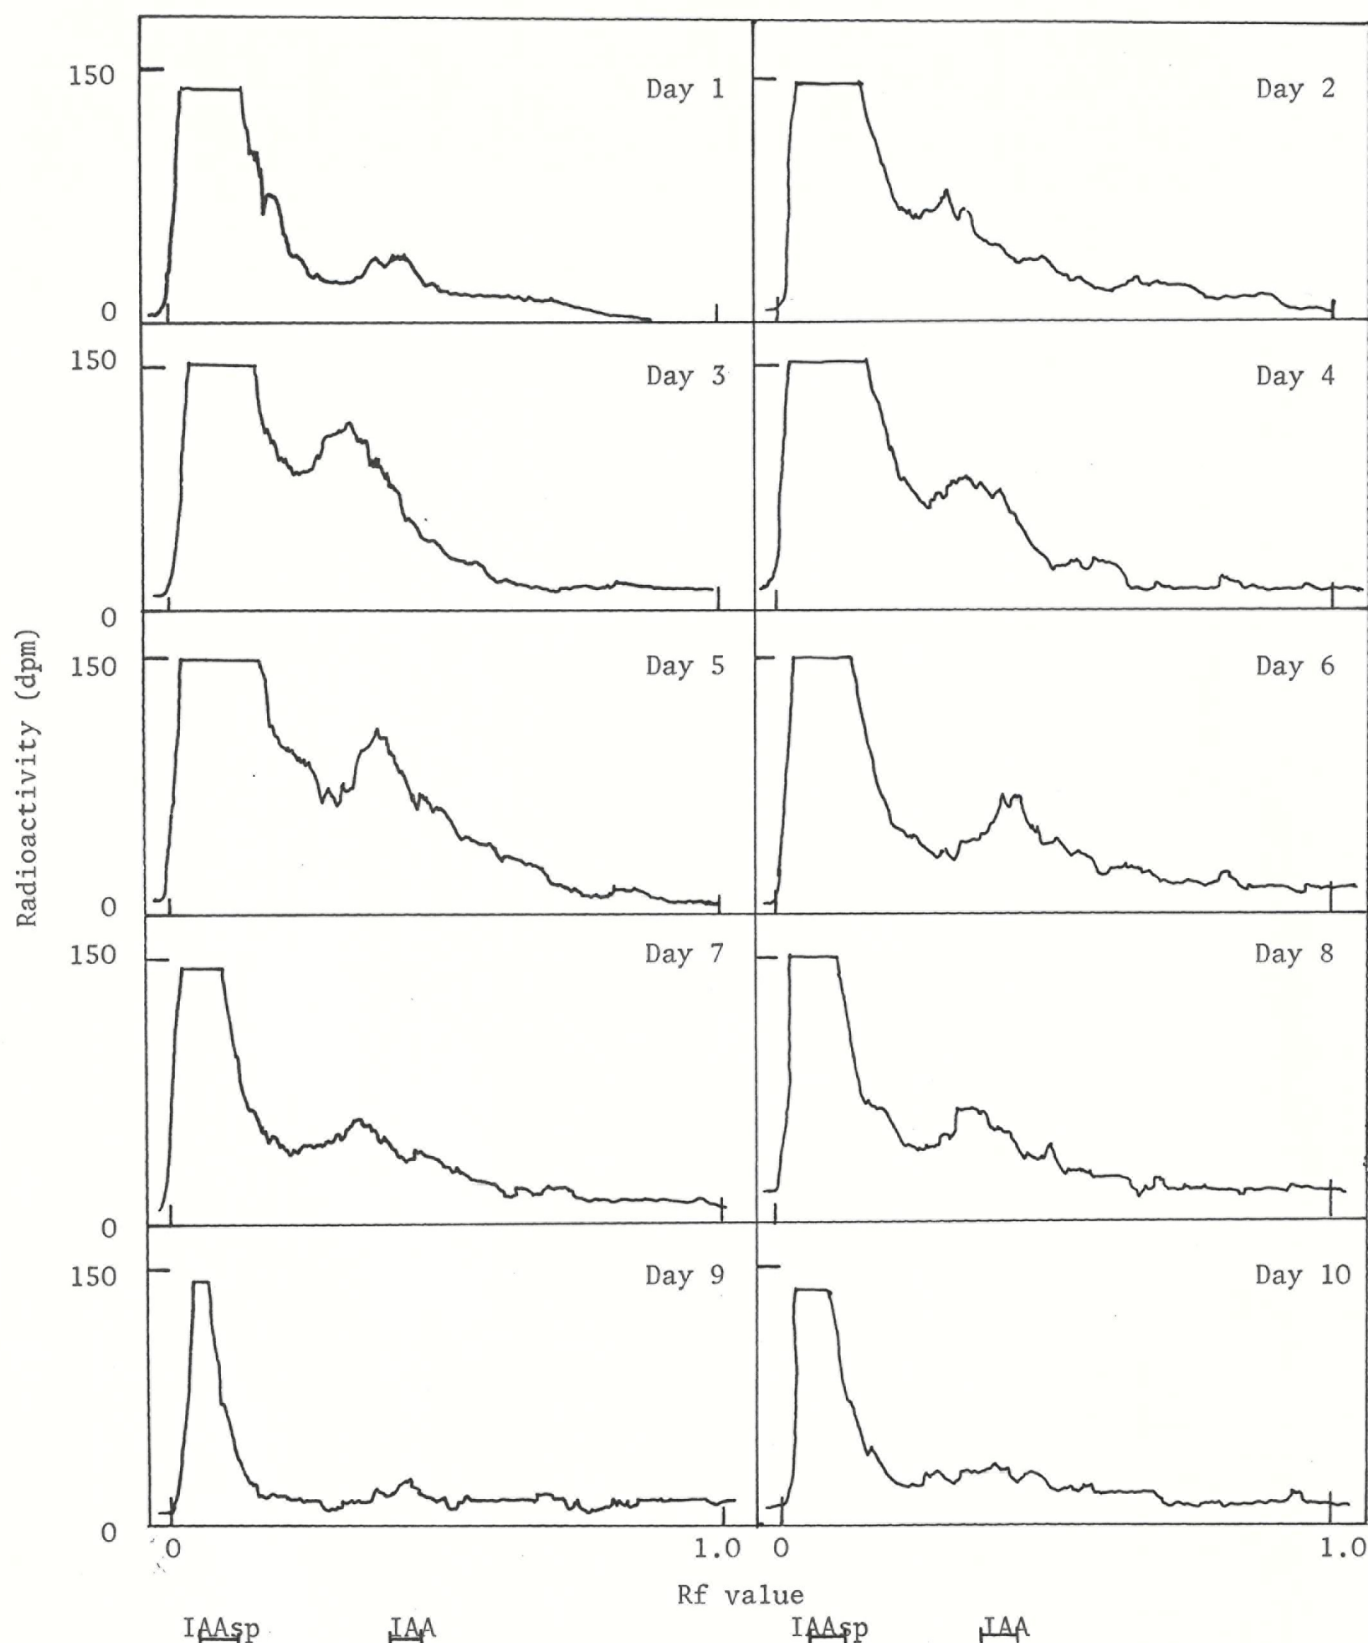 150 Day 1 Day 2
0
150 Day 3 Day 4
0
Radioactivity (dpm)
150 Day 5 Day 6
0
150 Day 7 Day 8
0
150 Day 9 Day 10
0
0 1.0 0 1.0
Rf value
IAAsp IAA IAAsp IAA